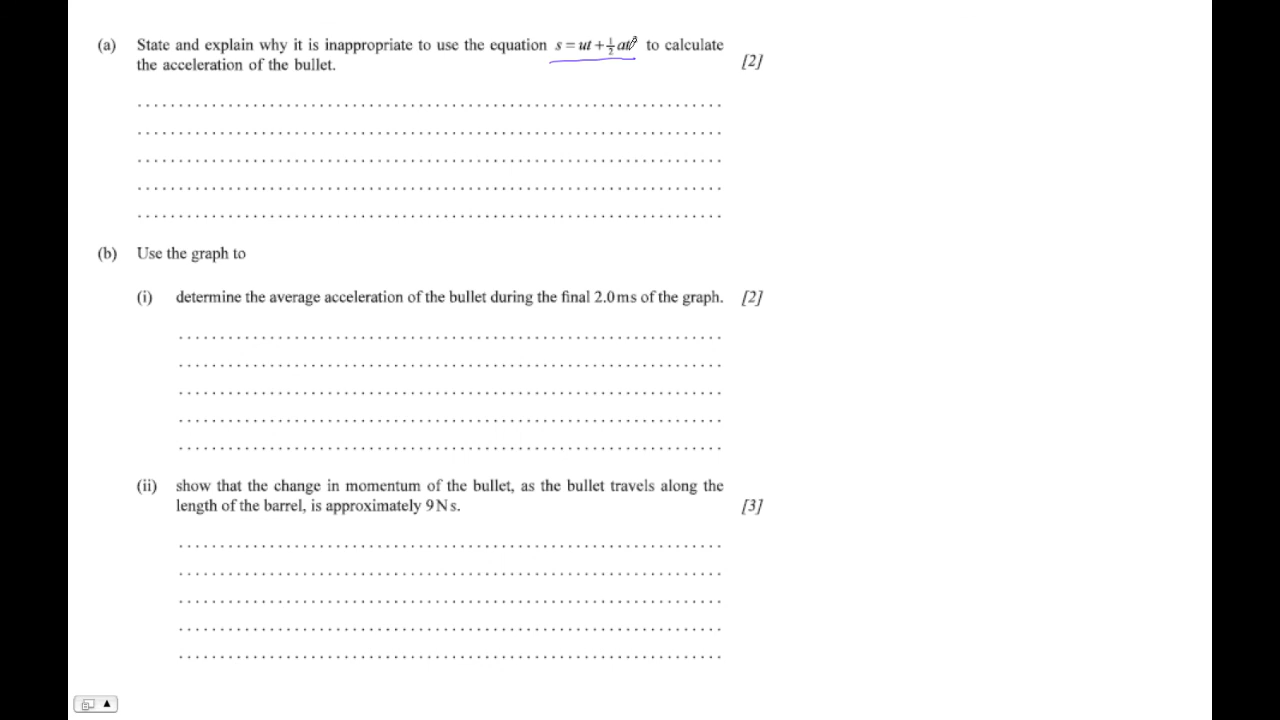 (a) State and explain why it is inappropriate to use the equation s = ut + ½at² to calculate
the acceleration of the bullet. [2]
(b) Use the graph to
(i) determine the average acceleration of the bullet during the final 2.0 ms of the graph. [2]
(ii) show that the change in momentum of the bullet, as the bullet travels along the
length of the barrel, is approximately 9 N s. [3]